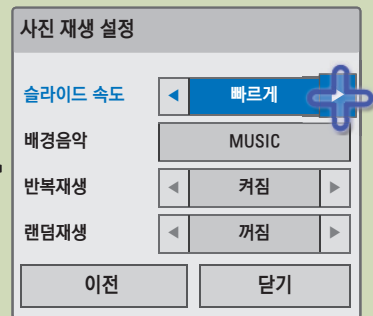 사진 재생 설정
슬라이드 속도 ◀ 빠르게 ▶
배경음악 MUSIC
반복재생 ◀ 켜짐 ▶
랜덤재생 ◀ 꺼짐 ▶
이전 닫기